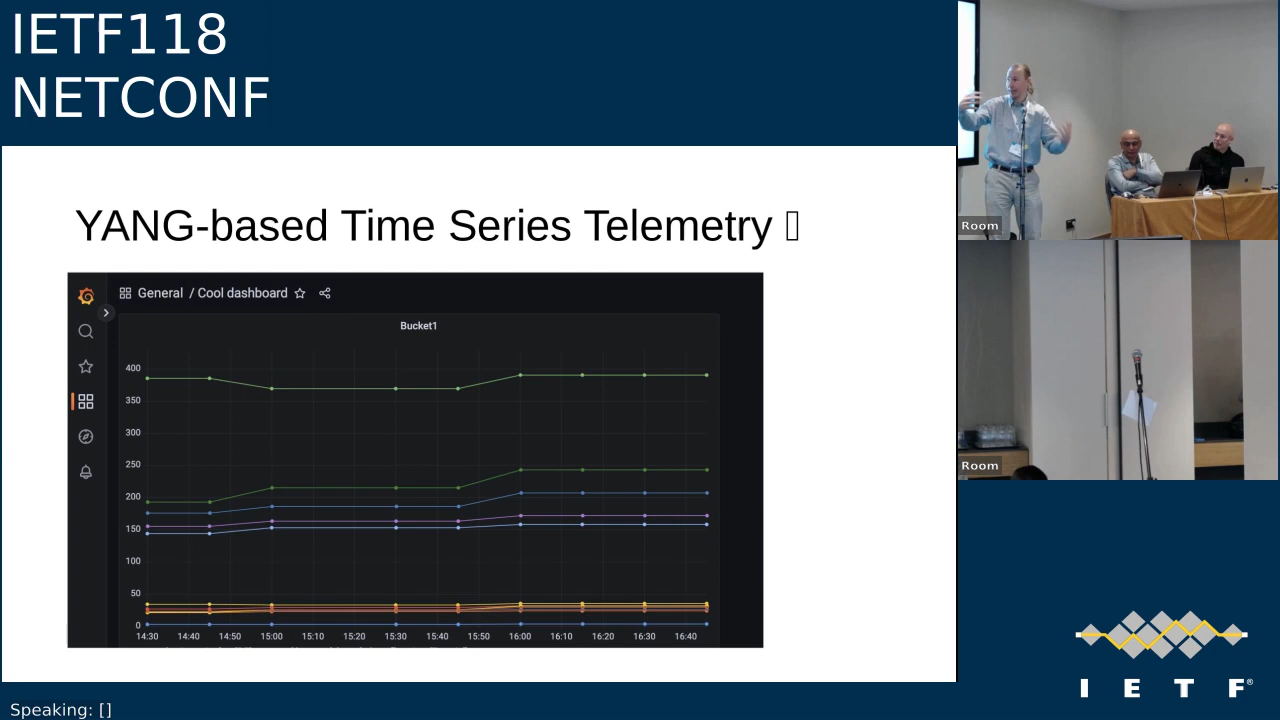 IETF118
NETCONF
YANG-based Time Series Telemetry
General / Cool dashboard
Bucket1
400
350
300
250
200
150
100
50
0
14:30 14:40 14:50 15:00 15:10 15:20 15:30 15:40 15:50 16:00 16:10 16:20 16:30 16:40
Room
Room
I E T F®
Speaking: []